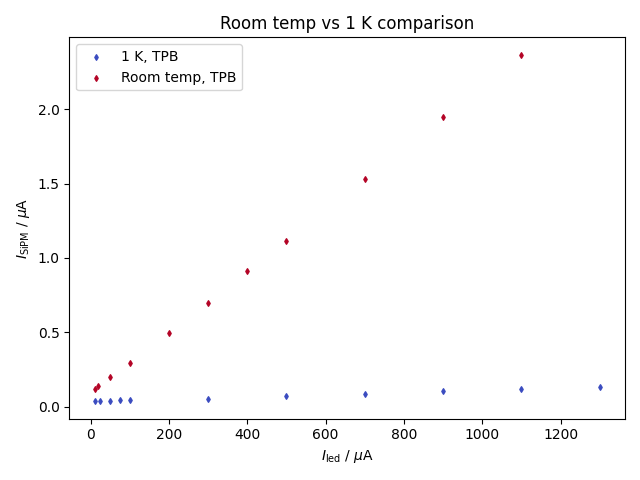 Room temp vs 1 K comparison
1 K, TPB
Room temp, TPB
2.0
1.5
1.0
0.5
0.0
I_SiPM / μA
0 200 400 600 800 1000 1200
I_led / μA